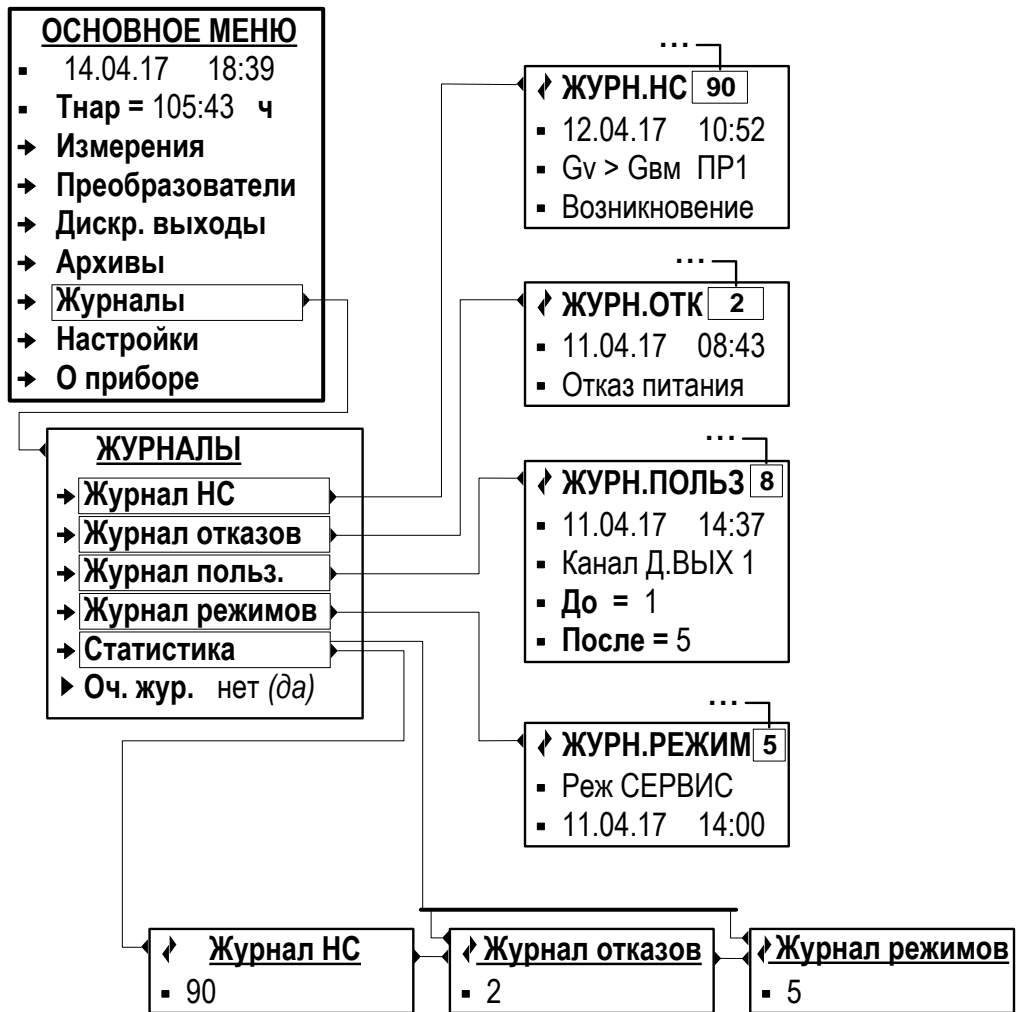 ОСНОВНОЕ МЕНЮ
14.04.17 18:39
Тнар = 105:43 ч
Измерения
Преобразователи
Дискр. выходы
Архивы
Журналы
Настройки
О приборе
ЖУРНАЛЫ
Журнал НС
Журнал отказов
Журнал польз.
Журнал режимов
Статистика
Оч. жур. нет (да)
...
ЖУРН.НС 90
12.04.17 10:52
Gv > Gвм ПР1
Возникновение
...
ЖУРН.ОТК 2
11.04.17 08:43
Отказ питания
...
ЖУРН.ПОЛЬЗ 8
11.04.17 14:37
Канал Д.ВЫХ 1
До = 1
После = 5
...
ЖУРН.РЕЖИМ 5
Реж СЕРВИС
11.04.17 14:00
Журнал НС
90
Журнал отказов
2
Журнал режимов
5